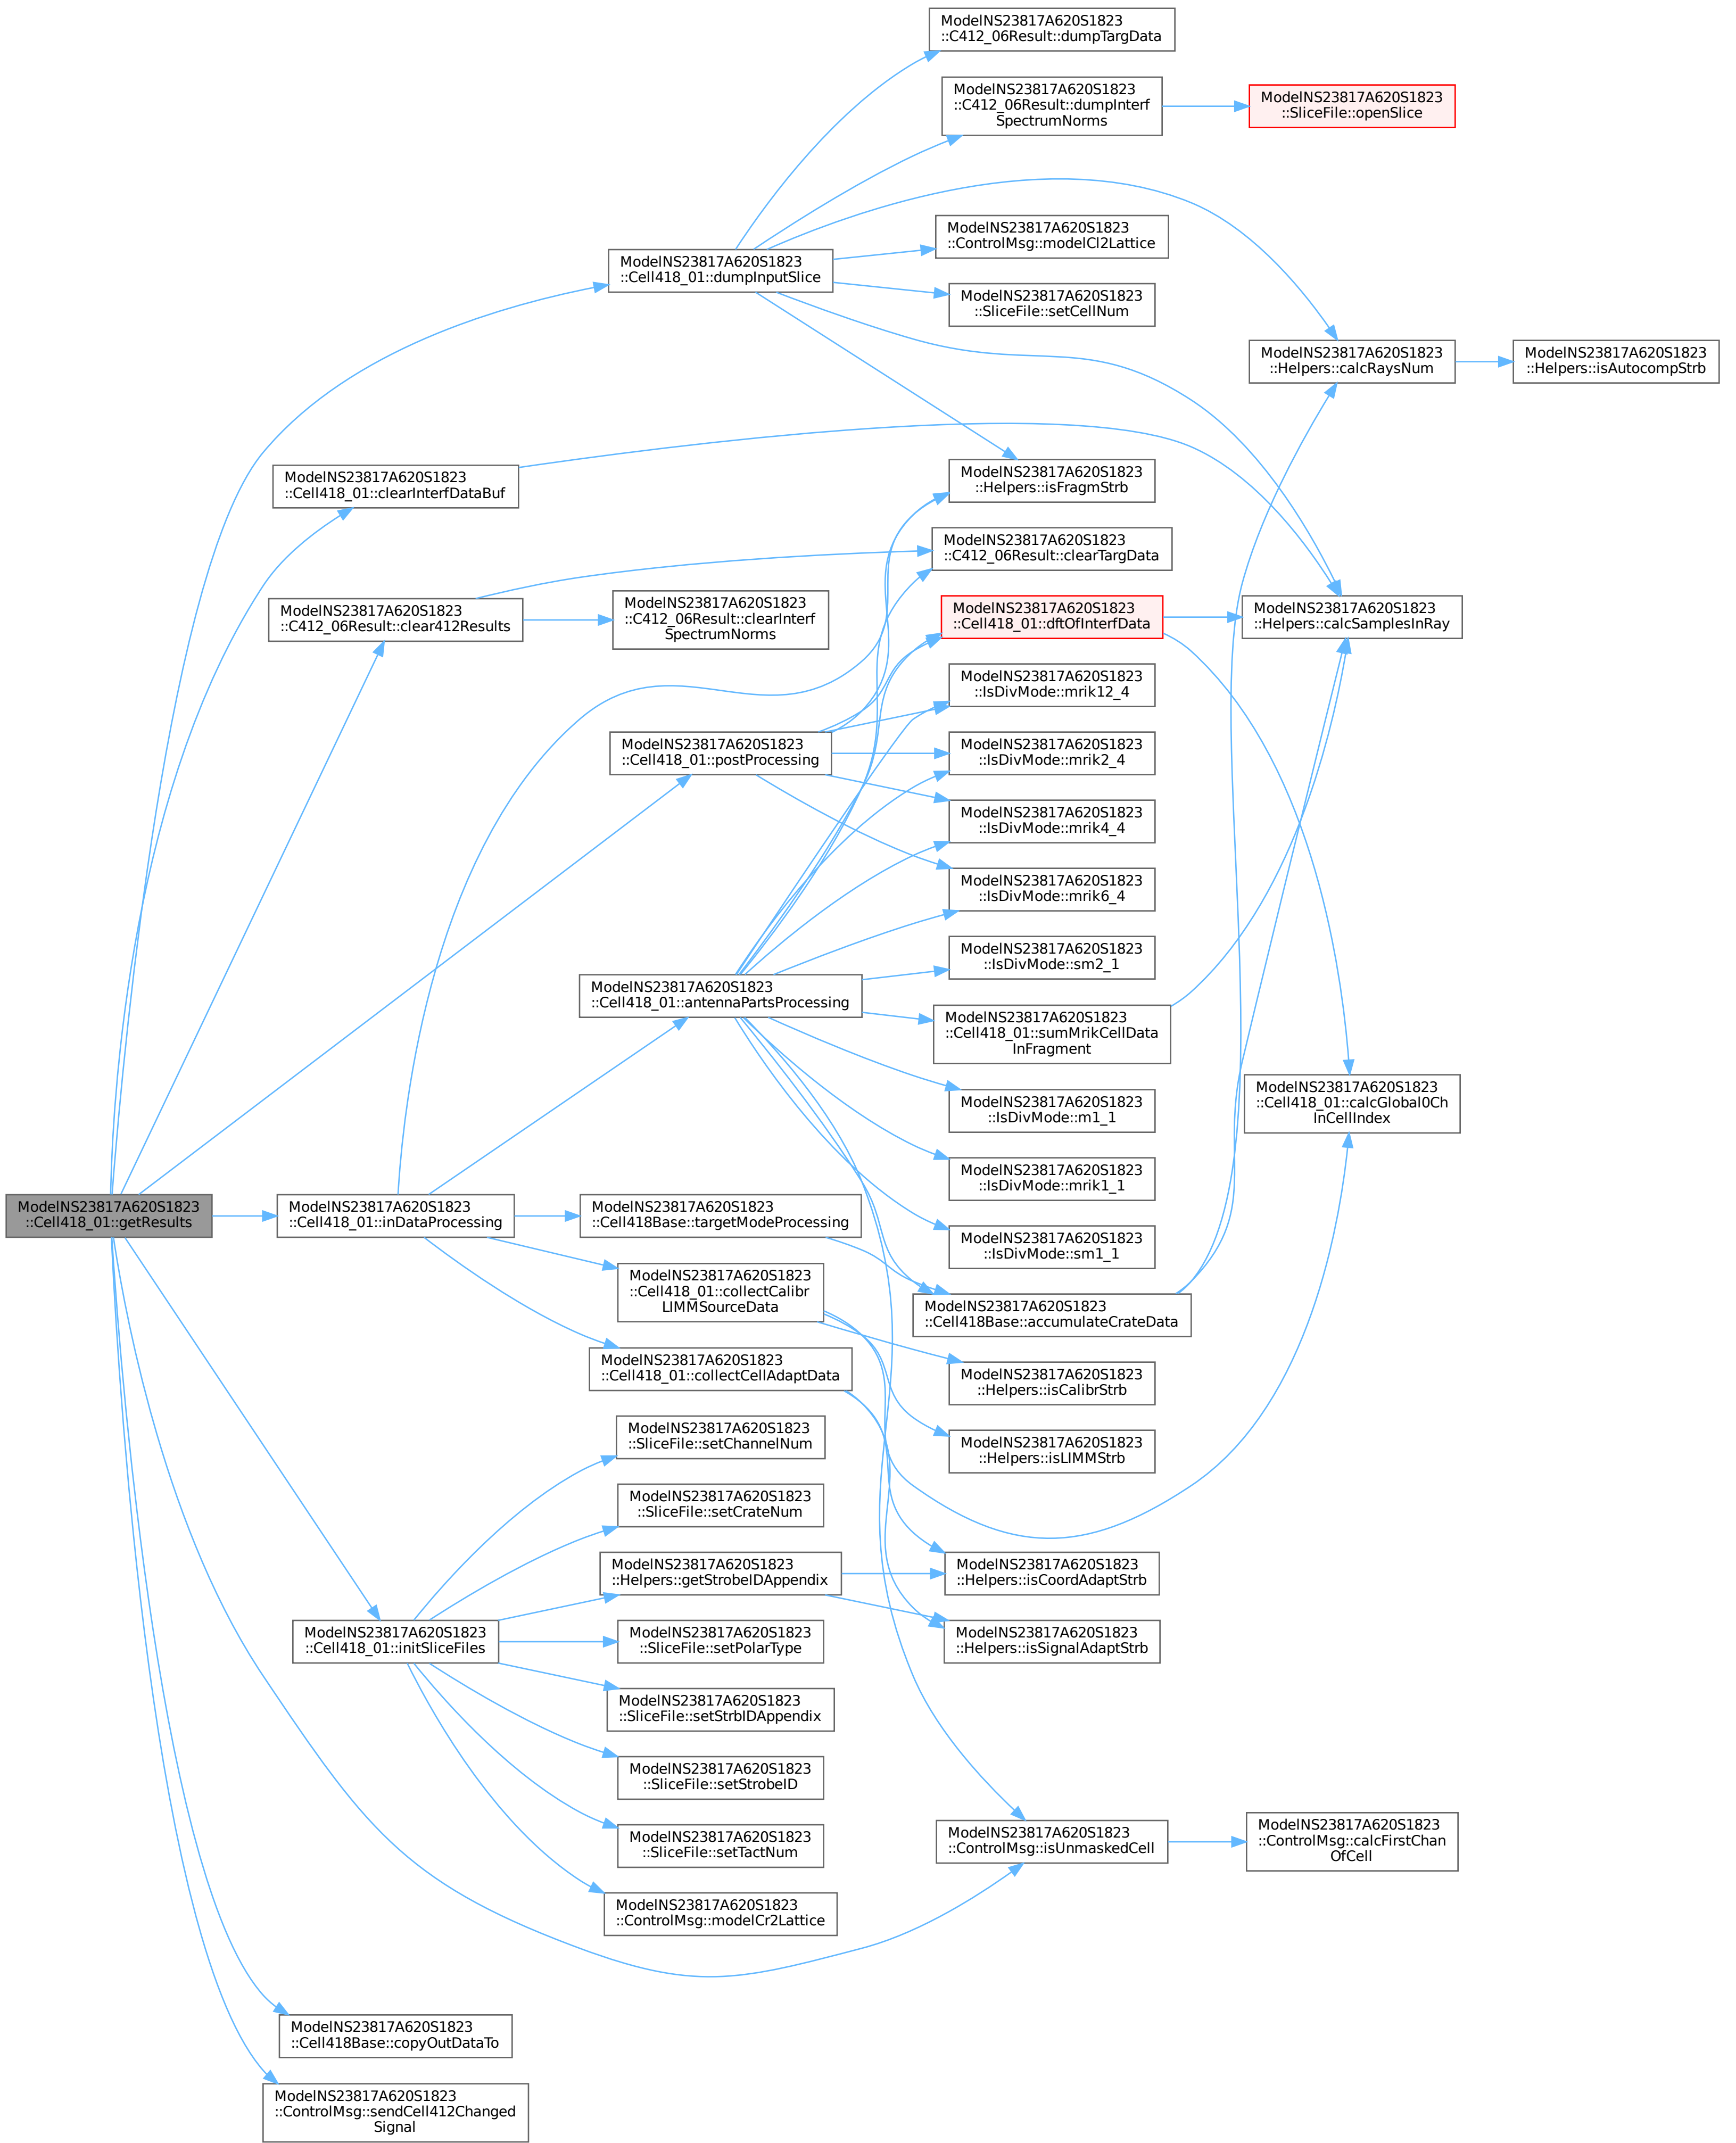 ModelNS23817A620S1823
::C412_06Result::dumpTargData
ModelNS23817A620S1823
::C412_06Result::dumpInterf
SpectrumNorms
ModelNS23817A620S1823
::SliceFile::openSlice
ModelNS23817A620S1823
::ControlMsg::modelCl2Lattice
ModelNS23817A620S1823
::Cell418_01::dumpInputSlice
ModelNS23817A620S1823
::SliceFile::setCellNum
ModelNS23817A620S1823
::Helpers::calcRaysNum
ModelNS23817A620S1823
::Helpers::isAutocompStrb
ModelNS23817A620S1823
::Cell418_01::clearInterfDataBuf
ModelNS23817A620S1823
::Helpers::isFragmStrb
ModelNS23817A620S1823
::C412_06Result::clearTargData
ModelNS23817A620S1823
::C412_06Result::clear412Results
ModelNS23817A620S1823
::C412_06Result::clearInterf
SpectrumNorms
ModelNS23817A620S1823
::Cell418_01::dftOfInterfData
ModelNS23817A620S1823
::Helpers::calcSamplesInRay
ModelNS23817A620S1823
::IsDivMode::mrik12_4
ModelNS23817A620S1823
::Cell418_01::postProcessing
ModelNS23817A620S1823
::IsDivMode::mrik2_4
ModelNS23817A620S1823
::IsDivMode::mrik4_4
ModelNS23817A620S1823
::IsDivMode::mrik6_4
ModelNS23817A620S1823
::IsDivMode::sm2_1
ModelNS23817A620S1823
::Cell418_01::antennaPartsProcessing
ModelNS23817A620S1823
::Cell418_01::sumMrikCellData
InFragment
ModelNS23817A620S1823
::IsDivMode::m1_1
ModelNS23817A620S1823
::Cell418_01::calcGlobal0Ch
InCellIndex
ModelNS23817A620S1823
::IsDivMode::mrik1_1
ModelNS23817A620S1823
::Cell418_01::getResults
ModelNS23817A620S1823
::Cell418_01::inDataProcessing
ModelNS23817A620S1823
::Cell418Base::targetModeProcessing
ModelNS23817A620S1823
::IsDivMode::sm1_1
ModelNS23817A620S1823
::Cell418_01::collectCalibr
LIMMSourceData
ModelNS23817A620S1823
::Cell418Base::accumulateCrateData
ModelNS23817A620S1823
::Cell418_01::collectCellAdaptData
ModelNS23817A620S1823
::Helpers::isCalibrStrb
ModelNS23817A620S1823
::SliceFile::setChannelNum
ModelNS23817A620S1823
::Helpers::isLIMMStrb
ModelNS23817A620S1823
::SliceFile::setCrateNum
ModelNS23817A620S1823
::Helpers::getStrobeIDAppendix
ModelNS23817A620S1823
::Helpers::isCoordAdaptStrb
ModelNS23817A620S1823
::Cell418_01::initSliceFiles
ModelNS23817A620S1823
::SliceFile::setPolarType
ModelNS23817A620S1823
::Helpers::isSignalAdaptStrb
ModelNS23817A620S1823
::SliceFile::setStrbIDAppendix
ModelNS23817A620S1823
::SliceFile::setStrobeID
ModelNS23817A620S1823
::SliceFile::setTactNum
ModelNS23817A620S1823
::ControlMsg::isUnmaskedCell
ModelNS23817A620S1823
::ControlMsg::calcFirstChan
OfCell
ModelNS23817A620S1823
::ControlMsg::modelCr2Lattice
ModelNS23817A620S1823
::Cell418Base::copyOutDataTo
ModelNS23817A620S1823
::ControlMsg::sendCell412Changed
Signal